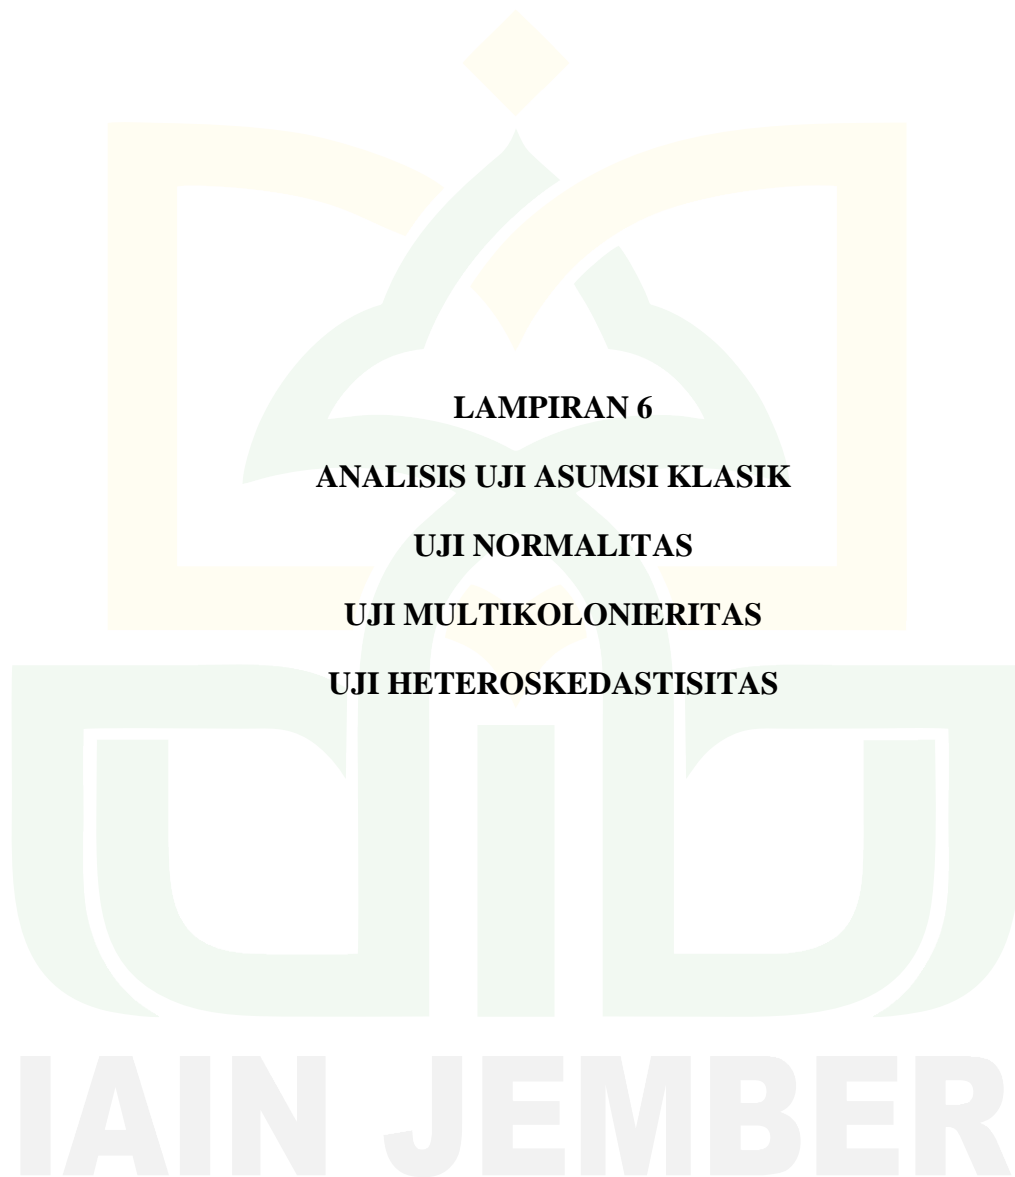 LAMPIRAN 6
ANALISIS UJI ASUMSI KLASIK
UJI NORMALITAS
UJI MULTIKOLONIERITAS
UJI HETEROSKEDASTISITAS
IAIN JEMBER